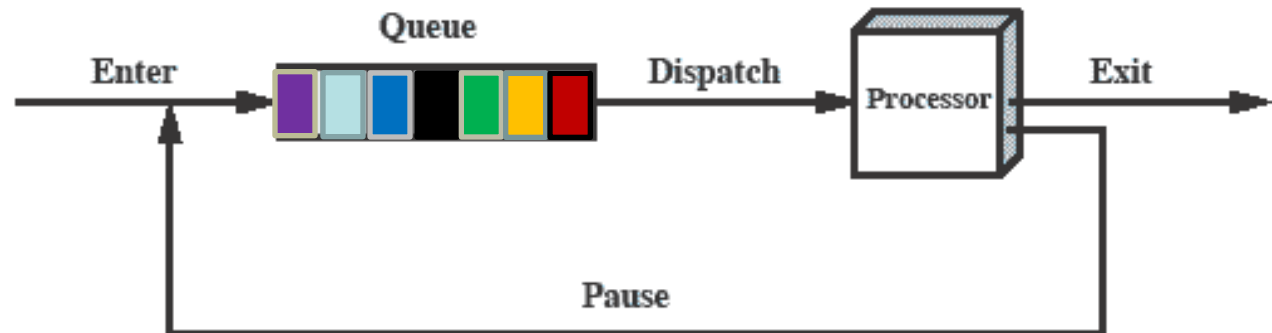 Queue
Enter
Dispatch
Processor
Exit
Pause